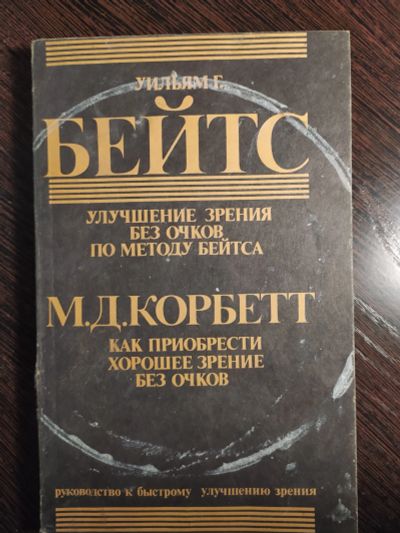 УИЛЬЯМ Г.
БЕЙТС
УЛУЧШЕНИЕ ЗРЕНИЯ
БЕЗ ОЧКОВ
ПО МЕТОДУ БЕЙТСА
М.Д.КОРБЕТТ
КАК ПРИОБРЕСТИ
ХОРОШЕЕ ЗРЕНИЕ
БЕЗ ОЧКОВ
руководство к быстрому улучшению зрения